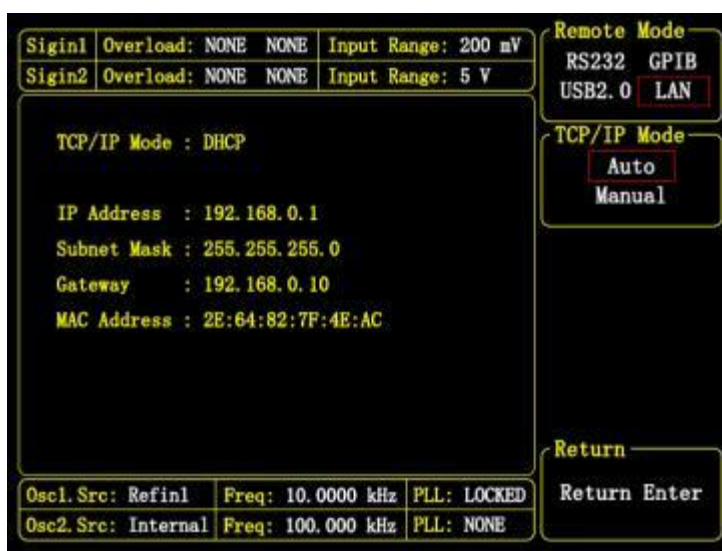 Sigin1 Overload: NONE NONE Input Range: 200 mV
Sigin2 Overload: NONE NONE Input Range: 5 V
TCP/IP Mode : DHCP
IP Address : 192.168.0.1
Subnet Mask : 255.255.255.0
Gateway : 192.168.0.10
MAC Address : 2E:64:82:7F:4E:AC
Osc1.Src: Refin1 Freq: 10.0000 kHz PLL: LOCKED
Osc2.Src: Internal Freq: 100.000 kHz PLL: NONE
Remote Mode
RS232 GPIB
USB2.0 LAN
TCP/IP Mode
Auto
Manual
Return
Return Enter